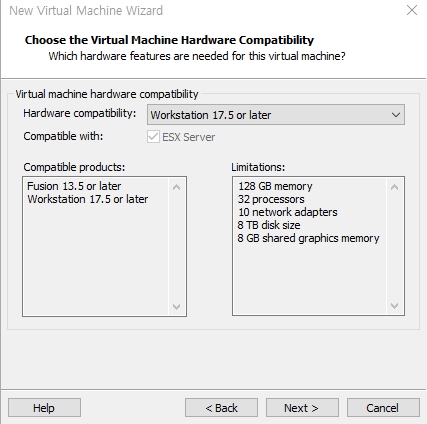 New Virtual Machine Wizard
Choose the Virtual Machine Hardware Compatibility
Which hardware features are needed for this virtual machine?
Virtual machine hardware compatibility
Hardware compatibility:
Workstation 17.5 or later
Compatible with:
ESX Server
Compatible products:
Fusion 13.5 or later
Workstation 17.5 or later
Limitations:
128 GB memory
32 processors
10 network adapters
8 TB disk size
8 GB shared graphics memory
Help
< Back
Next >
Cancel